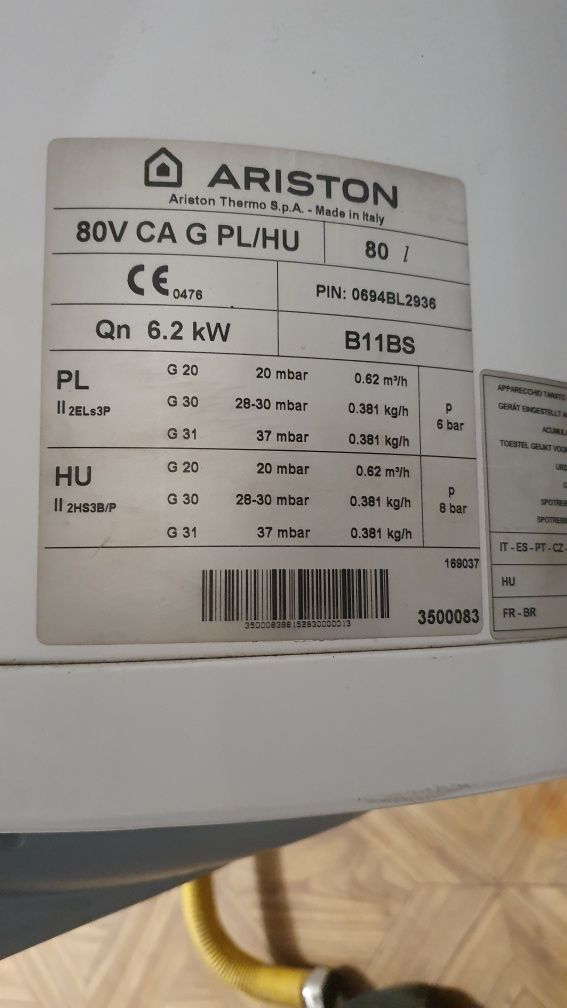 ARISTON
Ariston Thermo S.p.A. - Made in Italy
80V CA G PL/HU
80 l
CE 0476
PIN: 0694BL2936
Qn 6.2 kW
B11BS
PL
II 2ELs3P
G 20 20 mbar 0.62 m³/h
G 30 28-30 mbar 0.381 kg/h
G 31 37 mbar 0.381 kg/h
p
6 bar
HU
II 2HS3B/P
G 20 20 mbar 0.62 m³/h
G 30 28-30 mbar 0.381 kg/h
G 31 37 mbar 0.381 kg/h
p
8 bar
169037
3500083
APPARECCHIO TARATO
GERÄT EINGESTELLT
TOESTEL GEIJKT
IT - ES - PT - CZ -
HU
FR - BR